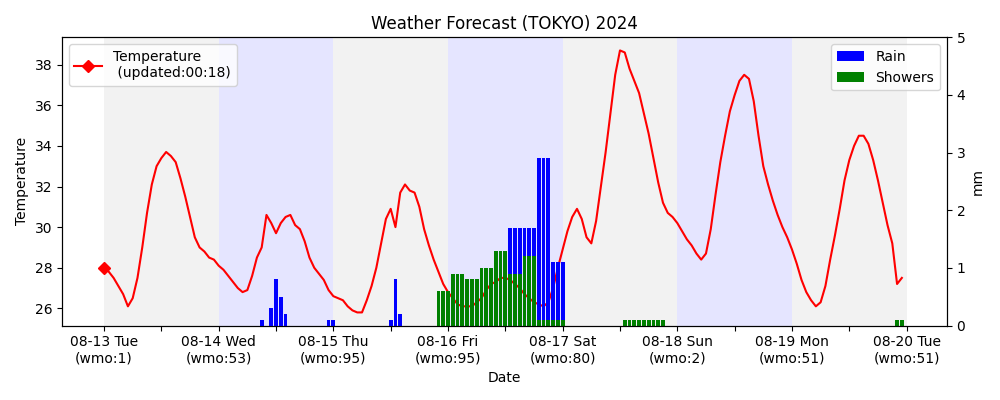 Weather Forecast (TOKYO) 2024
Temperature
(updated:00:18)
Rain
Showers
38
36
34
32
30
28
26
Temperature
5
4
3
2
1
0
mm
08-13 Tue
(wmo:1)
08-14 Wed
(wmo:53)
08-15 Thu
(wmo:95)
08-16 Fri
(wmo:95)
08-17 Sat
(wmo:80)
08-18 Sun
(wmo:2)
08-19 Mon
(wmo:51)
08-20 Tue
(wmo:51)
Date